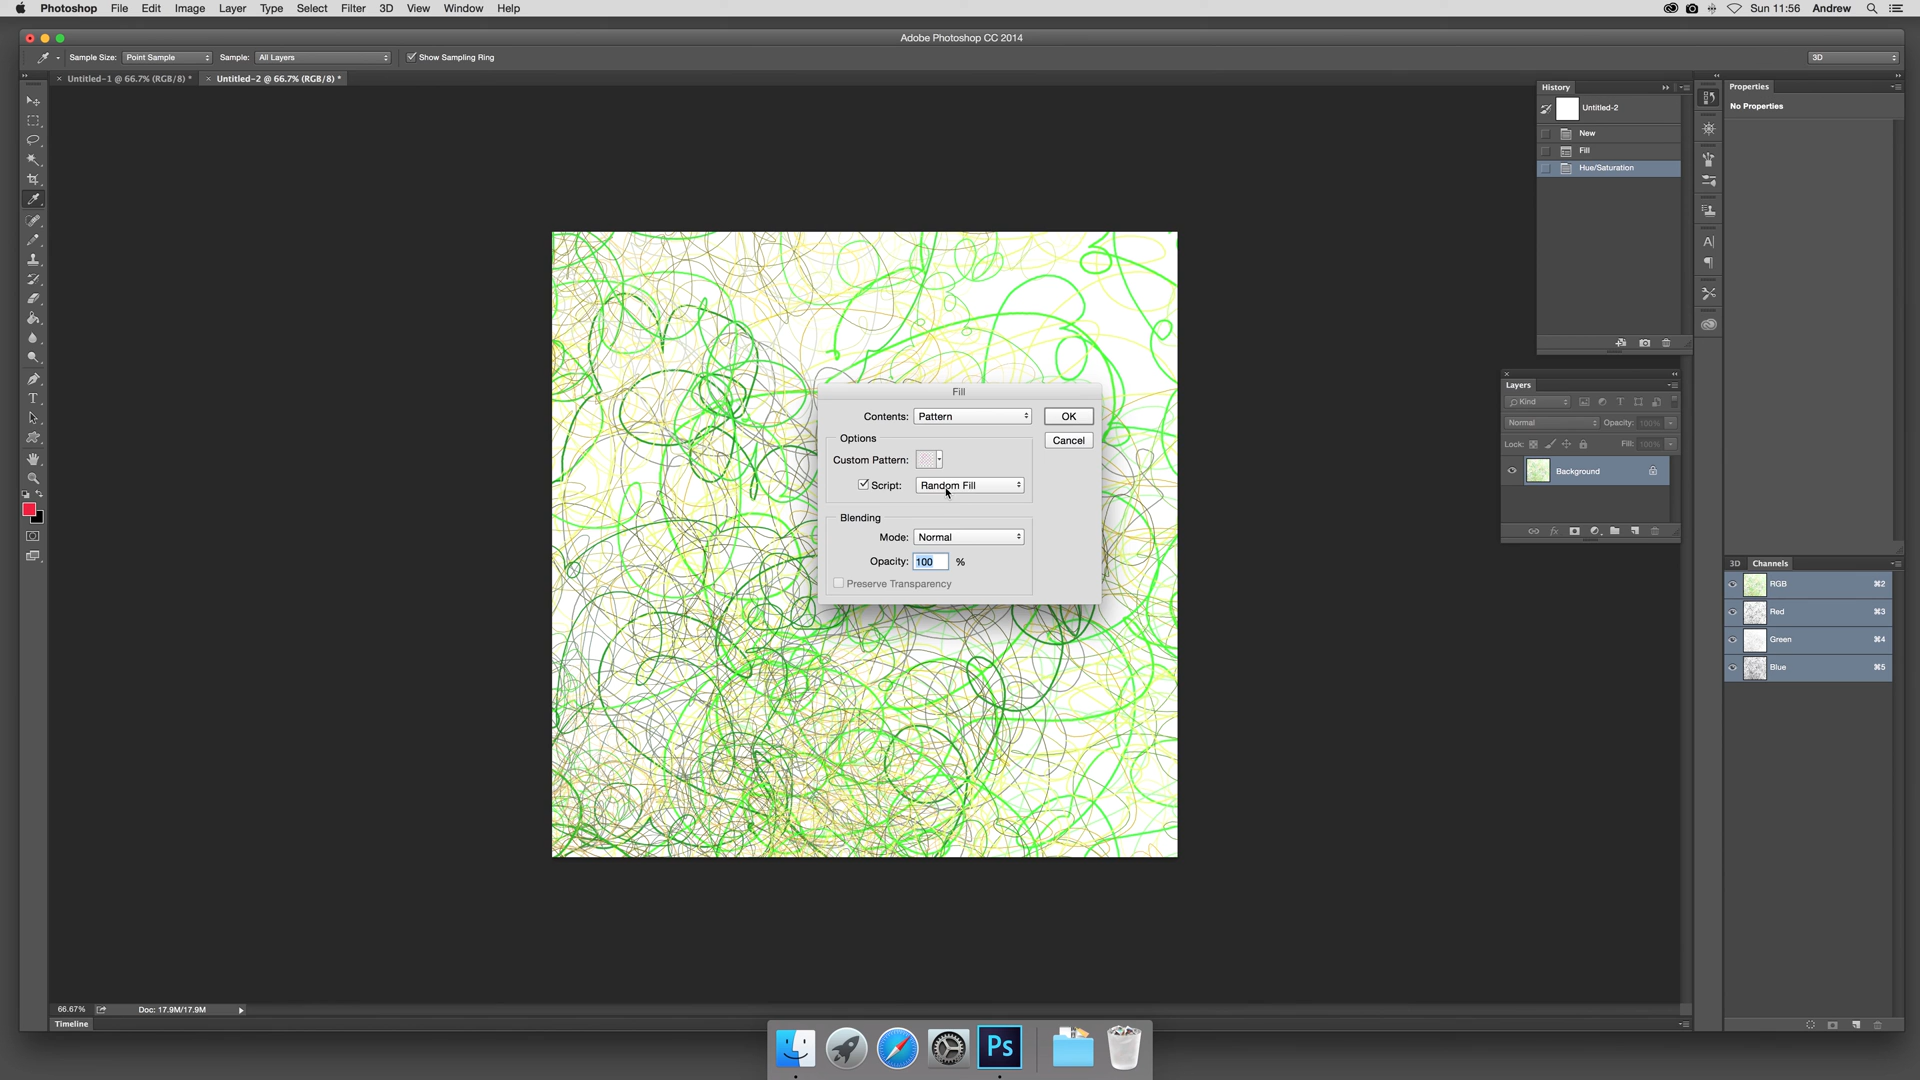 Photoshop File Edit Image Layer Type Select Filter 3D View Window Help Sun 11:56 Andrew
Adobe Photoshop CC 2014
Sample Size: Point Sample Sample: All Layers Show Sampling Ring 3D
Untitled-1 @ 66.7% (RGB/8) * Untitled-2 @ 66.7% (RGB/8) *
History
Untitled-2
New
Fill
Hue/Saturation
Properties
No Properties
Fill
Contents: Pattern OK
Cancel
Options
Custom Pattern:
Script: Random Fill
Blending
Mode: Normal
Opacity: 100 %
Preserve Transparency
Layers
Kind
Normal Opacity: 100%
Lock: Fill: 100%
Background
3D Channels
RGB ⌘2
Red ⌘3
Green ⌘4
Blue ⌘5
66.67% Doc: 17.9M/17.9M
Timeline
Ps